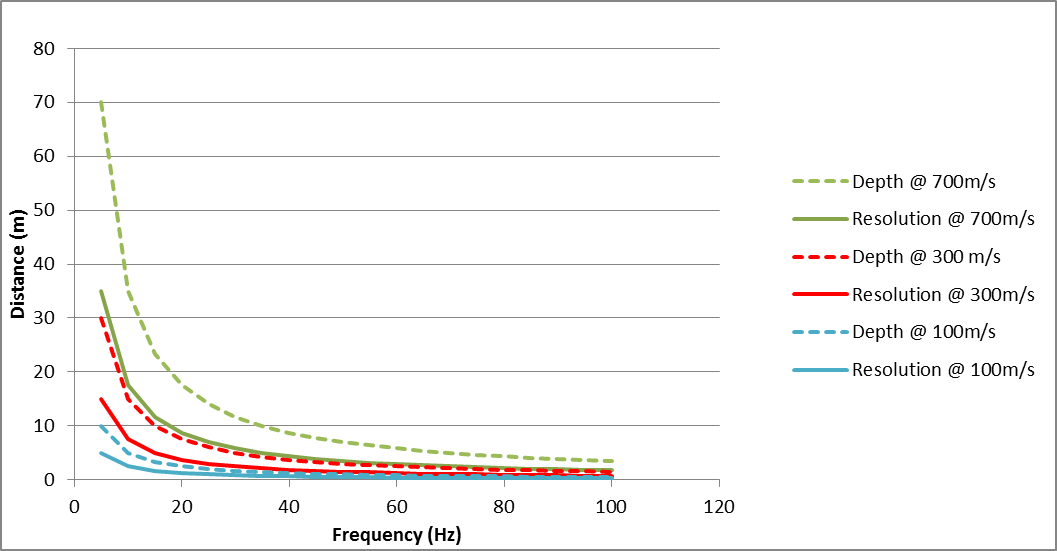 80
70
60
50
40
30
20
10
0
Distance (m)
0 20 40 60 80 100 120
Frequency (Hz)
Depth @ 700m/s
Resolution @ 700m/s
Depth @ 300 m/s
Resolution @ 300m/s
Depth @ 100m/s
Resolution @ 100m/s